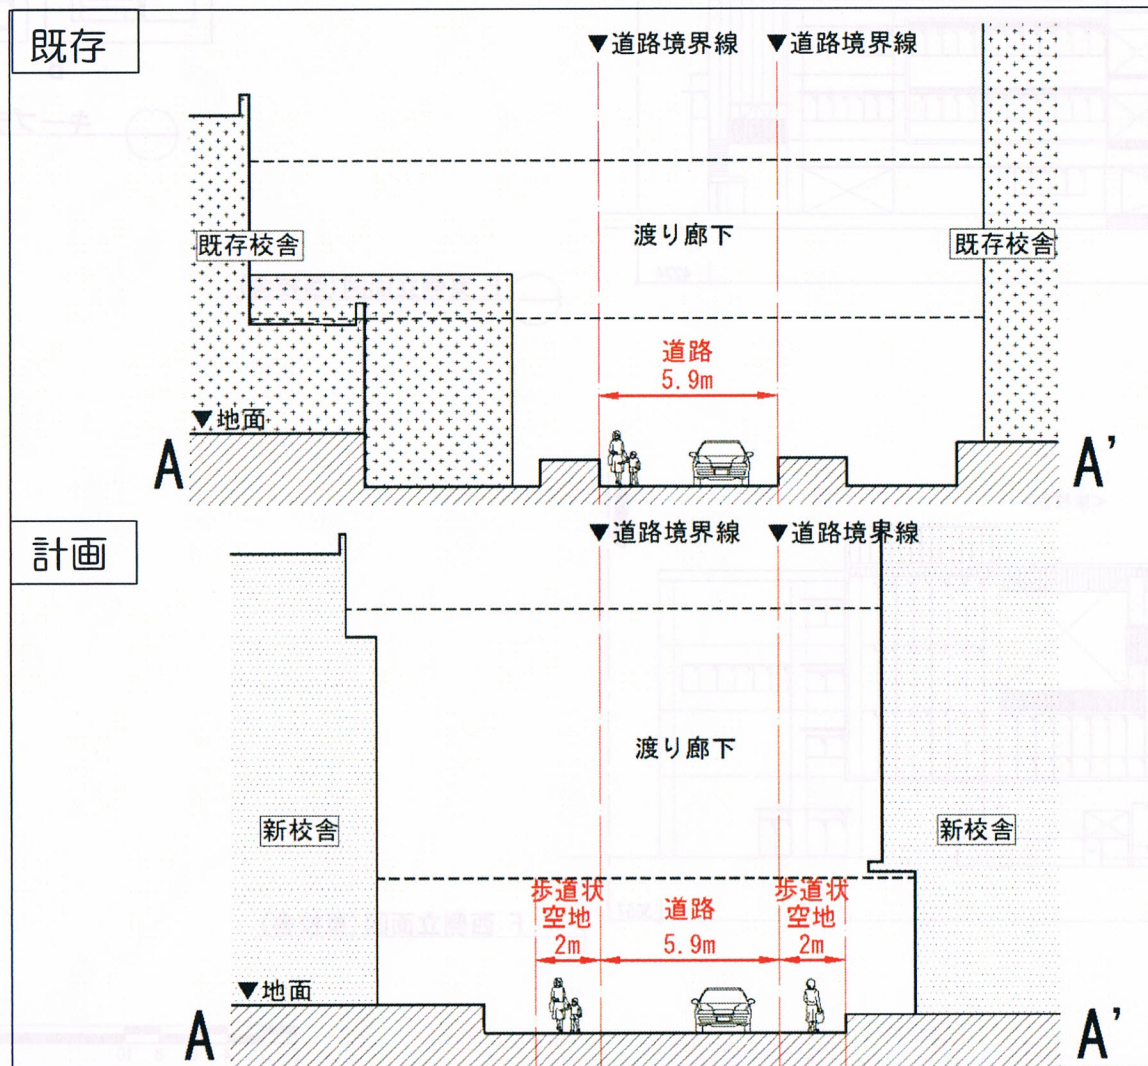 既存
▼道路境界線 ▼道路境界線
渡り廊下
既存校舎
既存校舎
道路
5.9m
▼地面
A
A'
計画
▼道路境界線 ▼道路境界線
渡り廊下
新校舎
新校舎
歩道状
空地
2m
道路
5.9m
歩道状
空地
2m
▼地面
A
A'